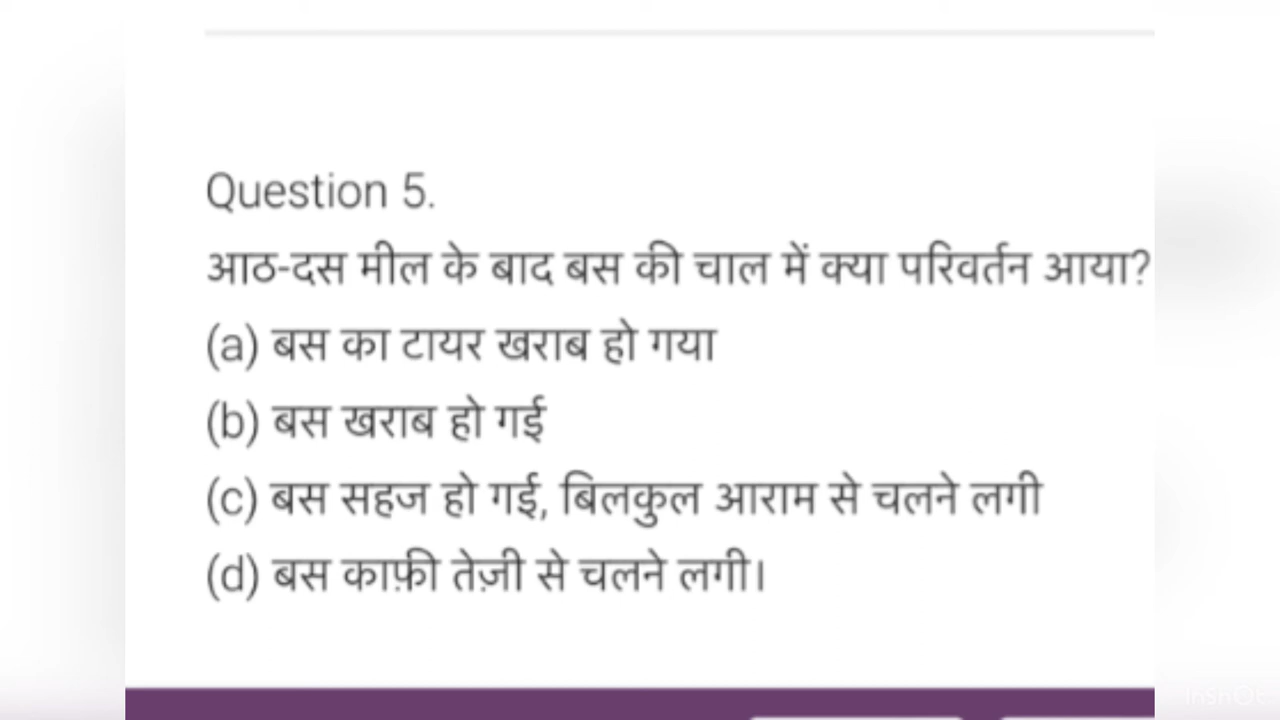 Question 5.
आठ-दस मील के बाद बस की चाल में क्या परिवर्तन आया?
(a) बस का टायर खराब हो गया
(b) बस खराब हो गई
(c) बस सहज हो गई, बिलकुल आराम से चलने लगी
(d) बस काफ़ी तेज़ी से चलने लगी।
InShOt